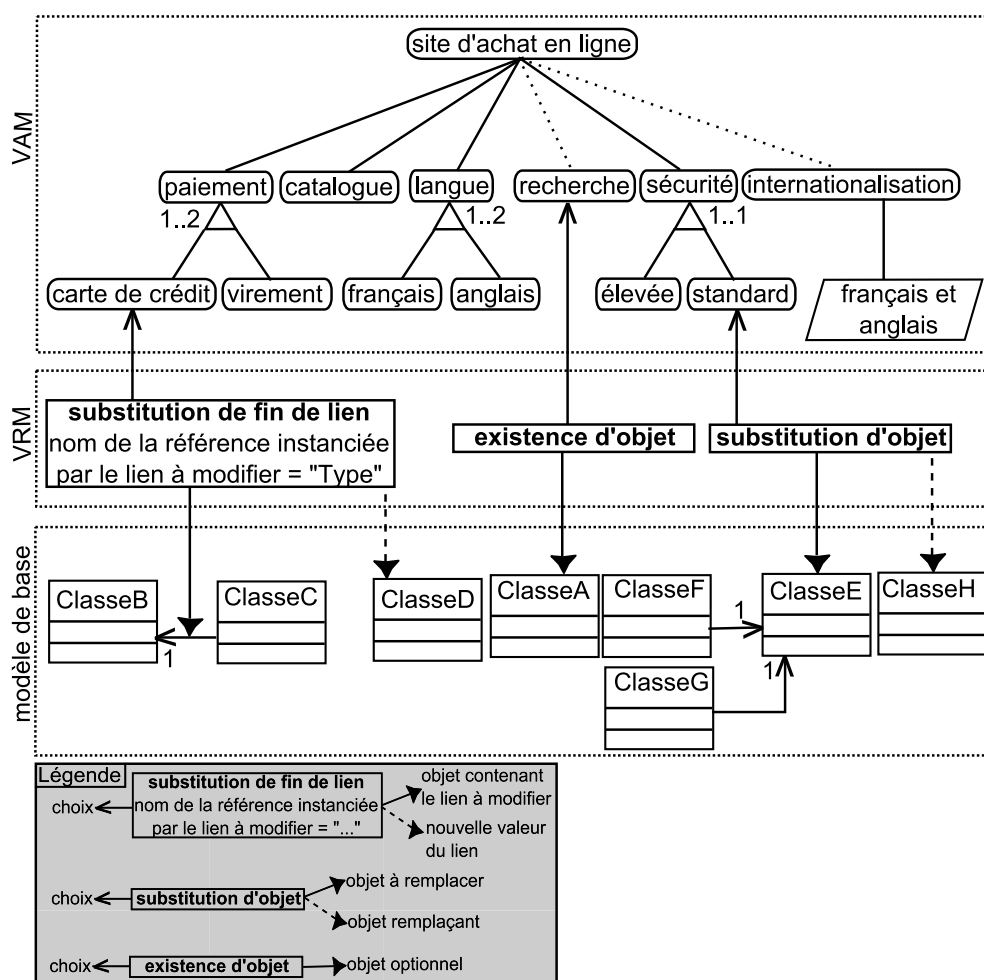 VAM
site d'achat en ligne
paiement
catalogue
langue
recherche
sécurité
internationalisation
1..2
1..2
1..1
carte de crédit
virement
français
anglais
élevée
standard
français et
anglais
VRM
substitution de fin de lien
nom de la référence instanciée
par le lien à modifier = "Type"
existence d'objet
substitution d'objet
modèle de base
ClasseB
ClasseC
ClasseD
ClasseA
ClasseF
ClasseE
ClasseH
1
1
ClasseG
1
Légende
choix
substitution de fin de lien
nom de la référence instanciée
par le lien à modifier = "..."
objet contenant
le lien à modifier
nouvelle valeur
du lien
choix
substitution d'objet
objet à remplacer
objet remplaçant
choix
existence d'objet
objet optionnel